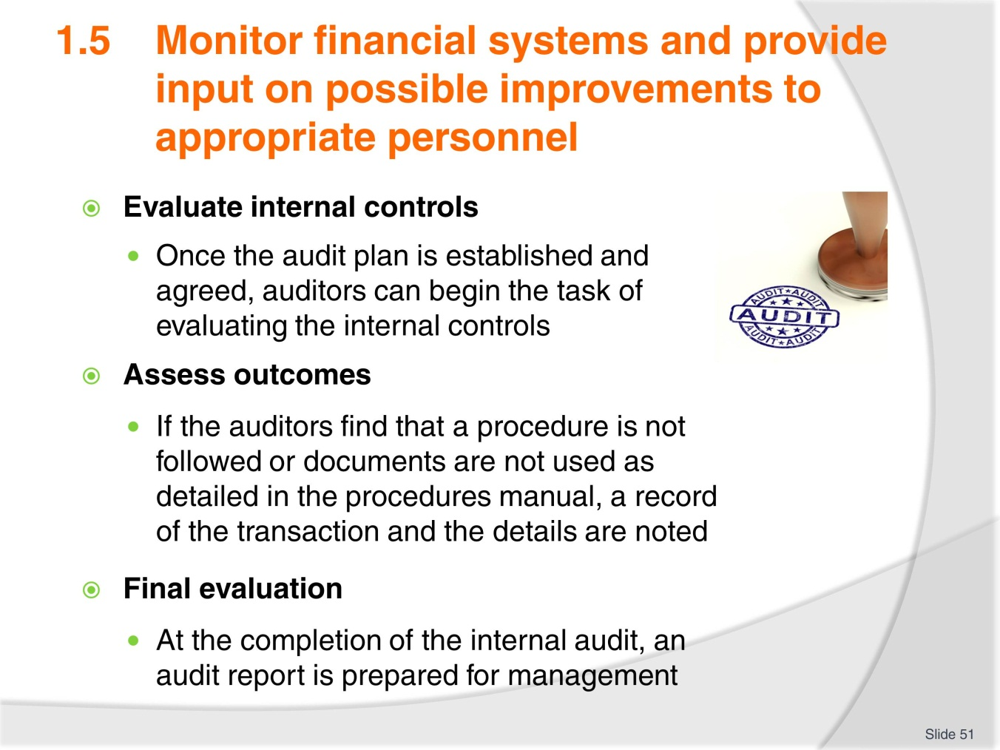 1.5 Monitor financial systems and provide
input on possible improvements to
appropriate personnel
Evaluate internal controls
Once the audit plan is established and
agreed, auditors can begin the task of
evaluating the internal controls
AUDIT★AUDIT
AUDIT
AUDIT★AUDIT
Assess outcomes
If the auditors find that a procedure is not
followed or documents are not used as
detailed in the procedures manual, a record
of the transaction and the details are noted
Final evaluation
At the completion of the internal audit, an
audit report is prepared for management
Slide 51